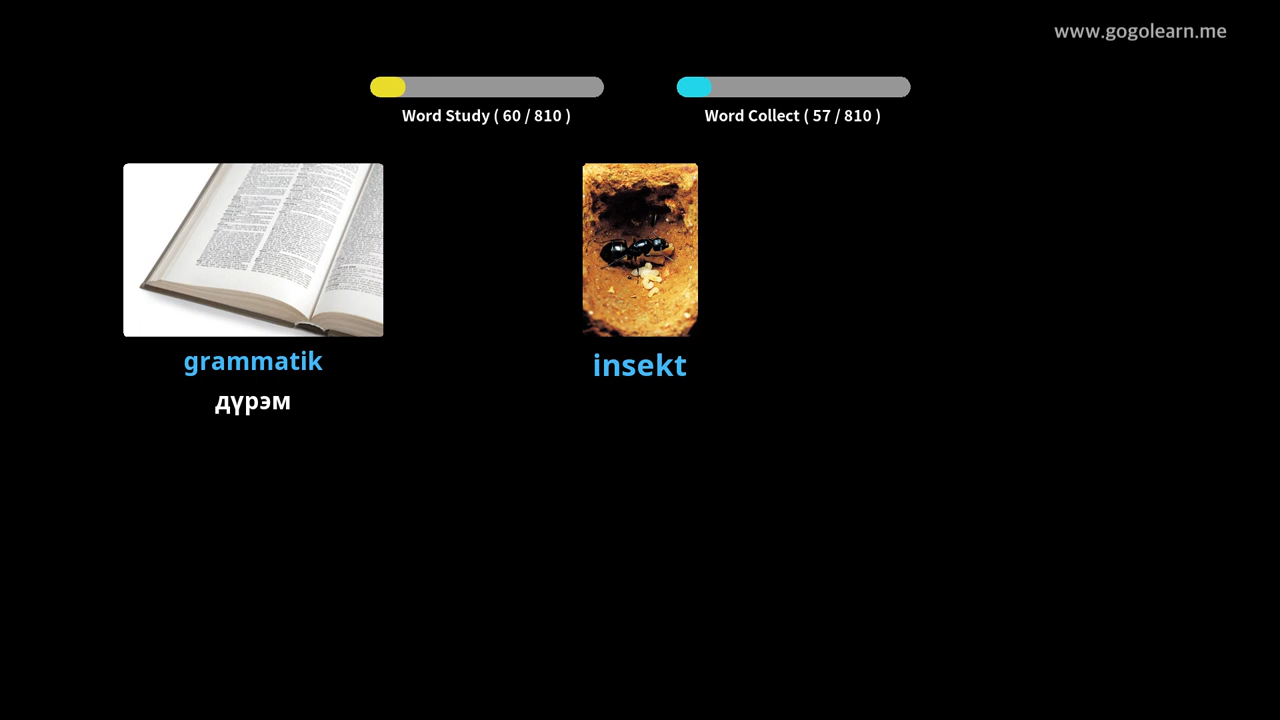 www.gogolearn.me
Word Study ( 60 / 810 )
Word Collect ( 57 / 810 )
grammatik
дүрэм
insekt